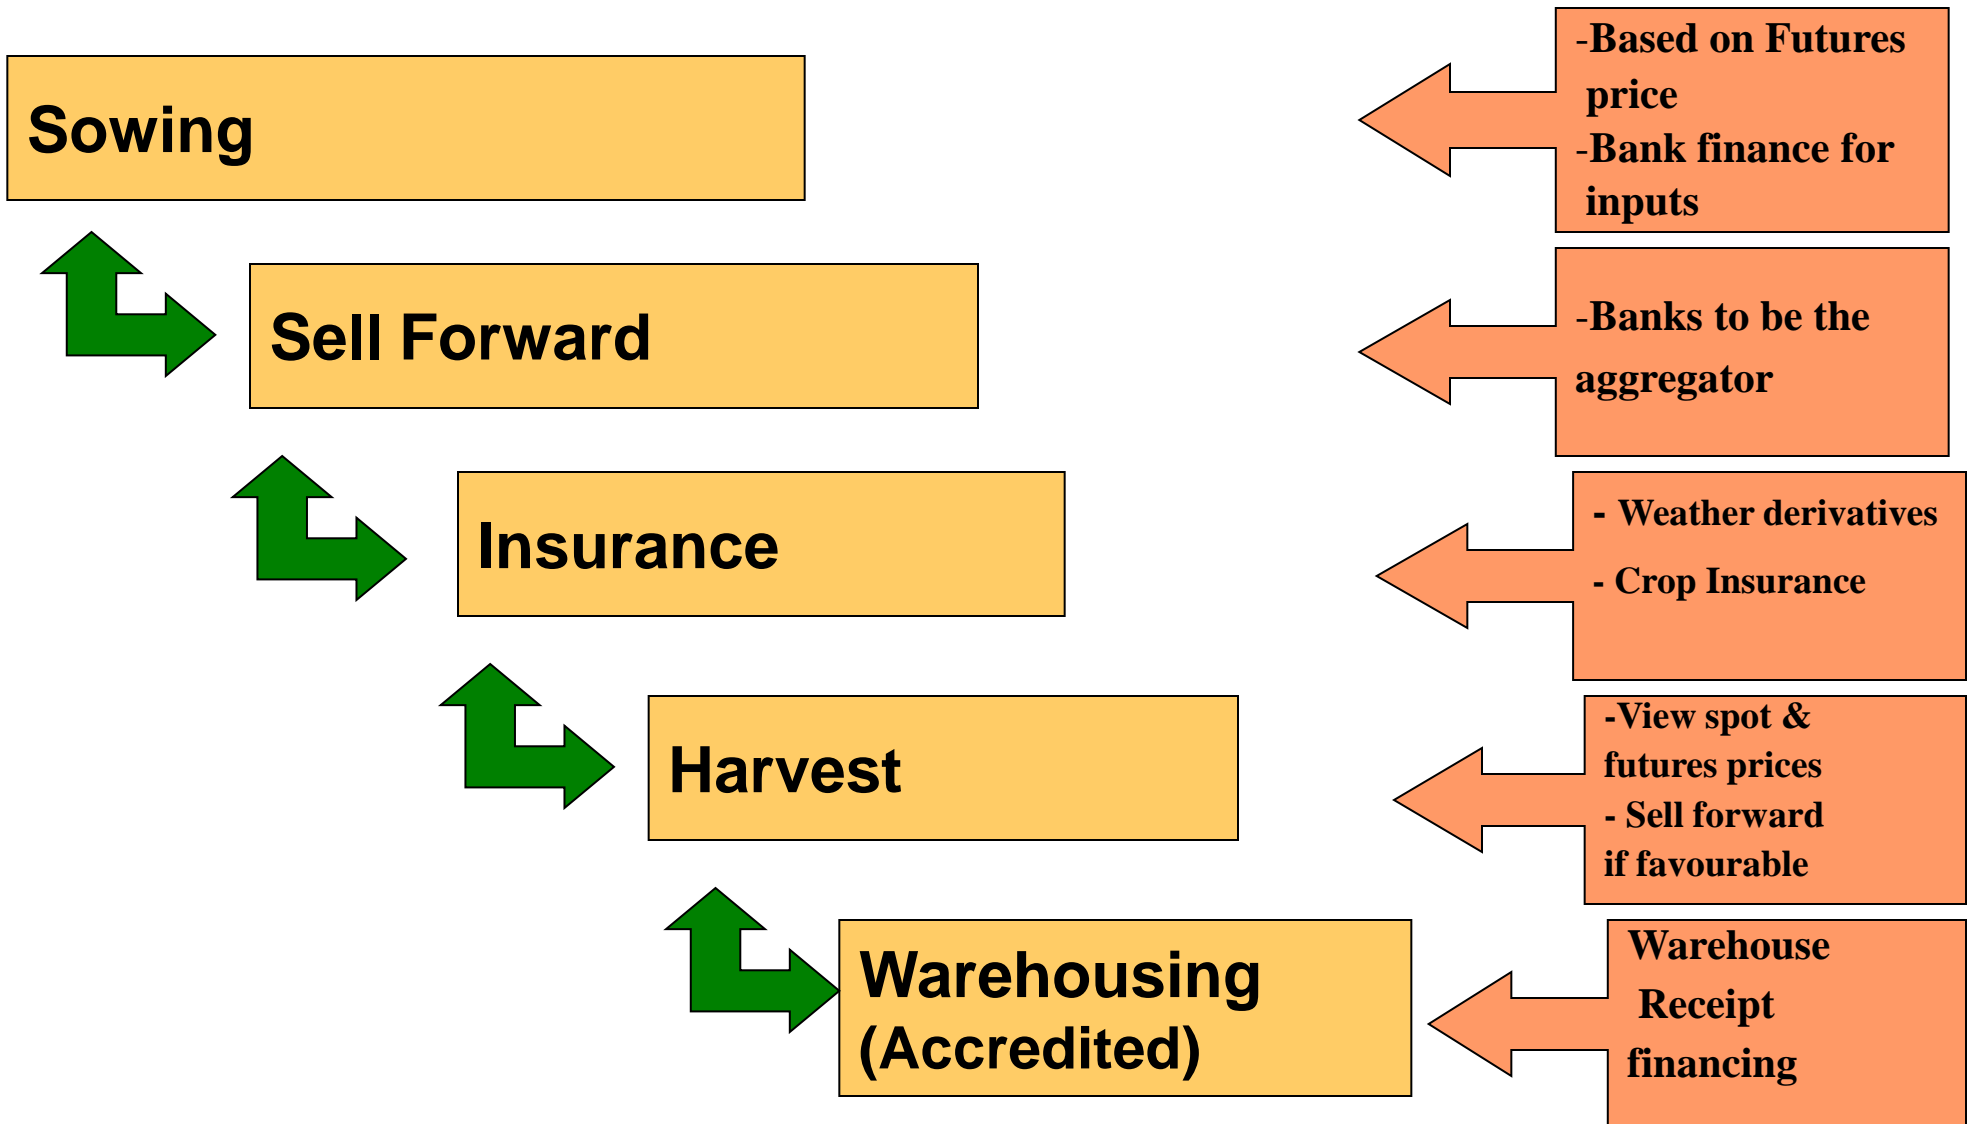 Sowing
-Based on Futures
price
-Bank finance for
inputs
Sell Forward
-Banks to be the
aggregator
Insurance
- Weather derivatives
- Crop Insurance
Harvest
-View spot &
futures prices
- Sell forward
if favourable
Warehousing
(Accredited)
Warehouse
Receipt
financing